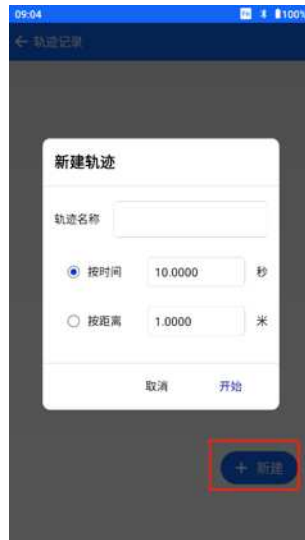 09:04
100%
← 轨迹记录
新建轨迹
轨迹名称
按时间 10.0000 秒
按距离 1.0000 米
取消 开始
+ 新建